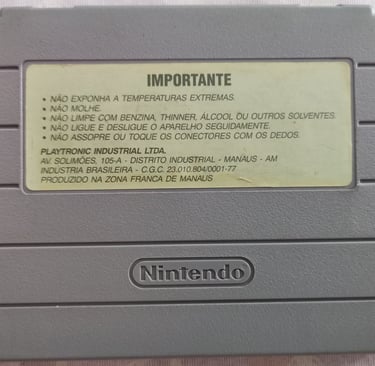 IMPORTANTE
• NÃO EXPONHA A TEMPERATURAS EXTREMAS.
• NÃO MOLHE.
• NÃO LIMPE COM BENZINA, THINNER, ÁLCOOL OU OUTROS SOLVENTES.
• NÃO LIGUE E DESLIGUE O APARELHO SEGUIDAMENTE.
• NÃO ASSOPRE OU TOQUE OS CONECTORES COM OS DEDOS.
PLAYTRONIC INDUSTRIAL LTDA.
AV. SOLIMÕES, 105-A - DISTRITO INDUSTRIAL - MANAUS - AM
INDUSTRIA BRASILEIRA - C.G.C. 23.010.804/0001-77
PRODUZIDO NA ZONA FRANCA DE MANAUS
Nintendo